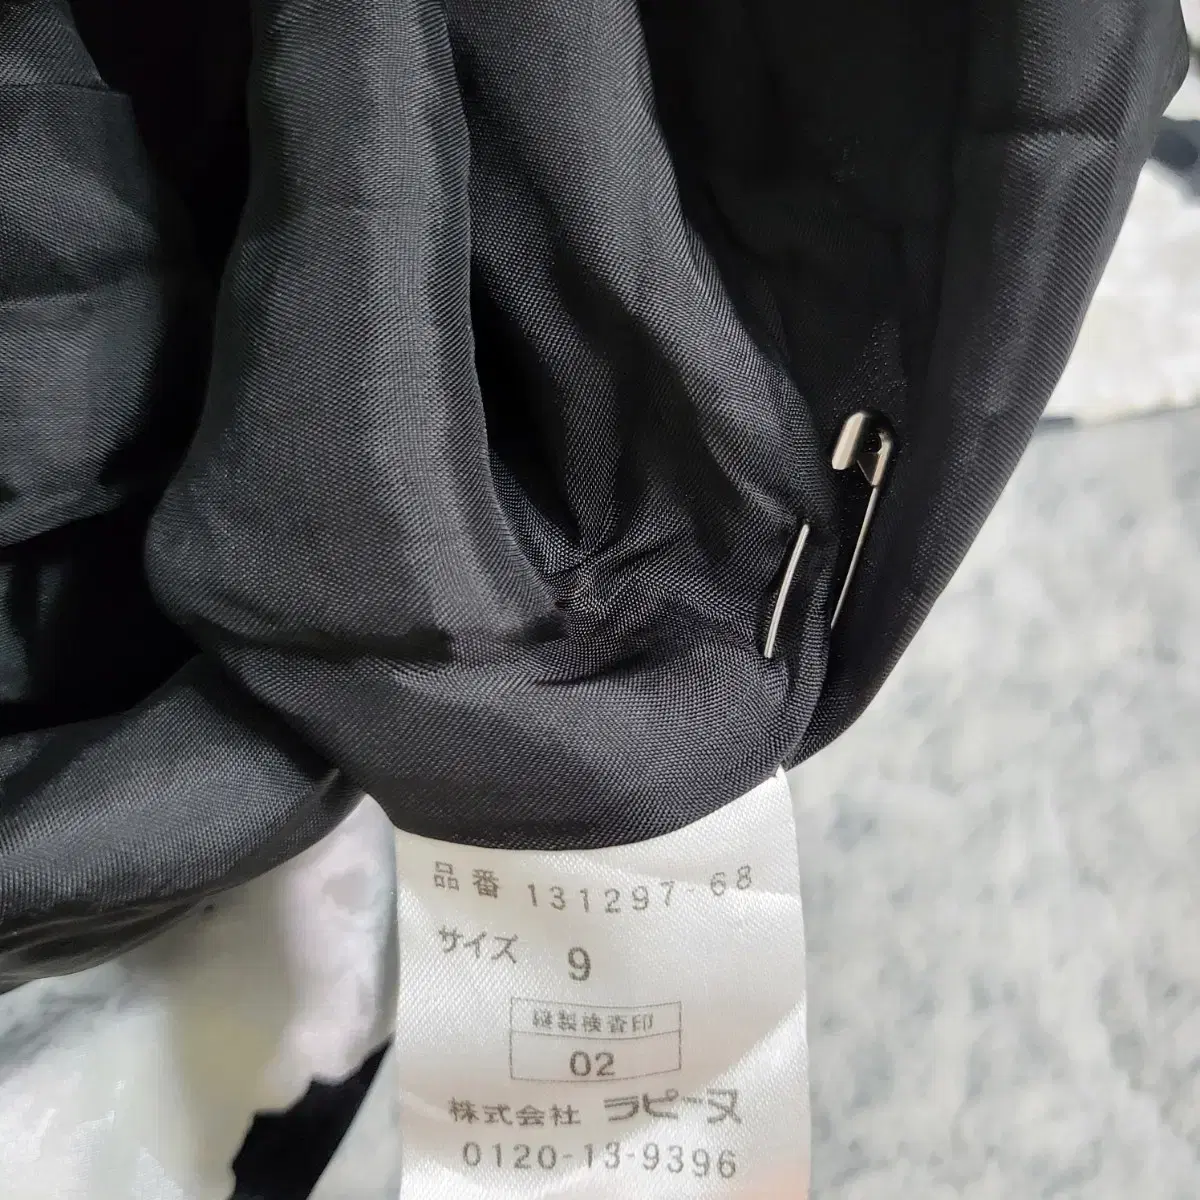 品番 131297-68
サイズ 9
縫製検査印
02
株式会社 ラピーヌ
0120-13-9396